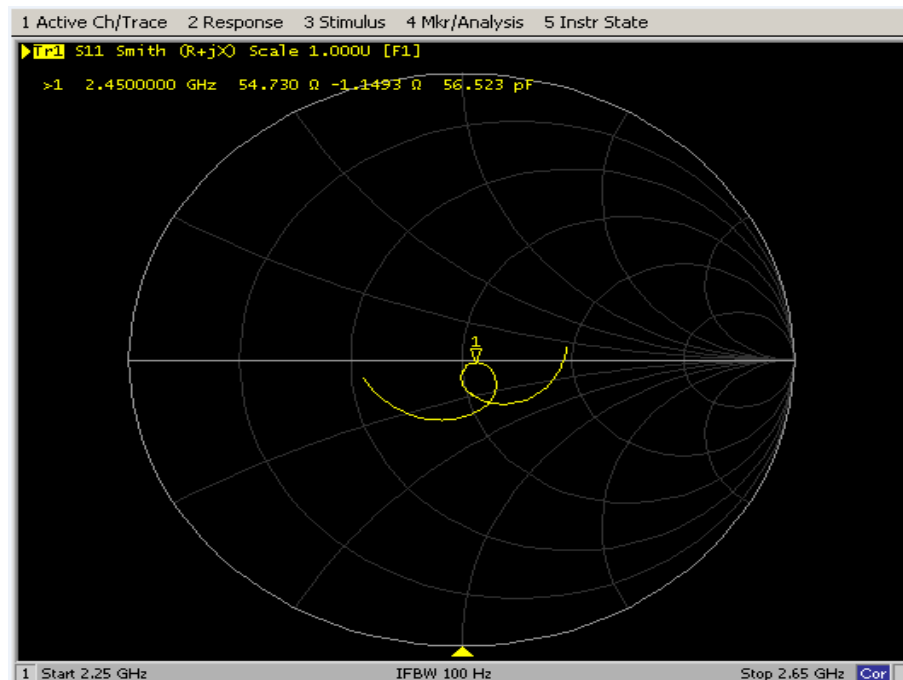 1 Active Ch/Trace 2 Response 3 Stimulus 4 Mkr/Analysis 5 Instr State
Tr1 S11 Smith (R+jX) Scale 1.000U [F1]
>1 2.4500000 GHz 54.730 Ω -1.1493 Ω 56.523 pF
1
1 Start 2.25 GHz IFBW 100 Hz Stop 2.65 GHz Cor